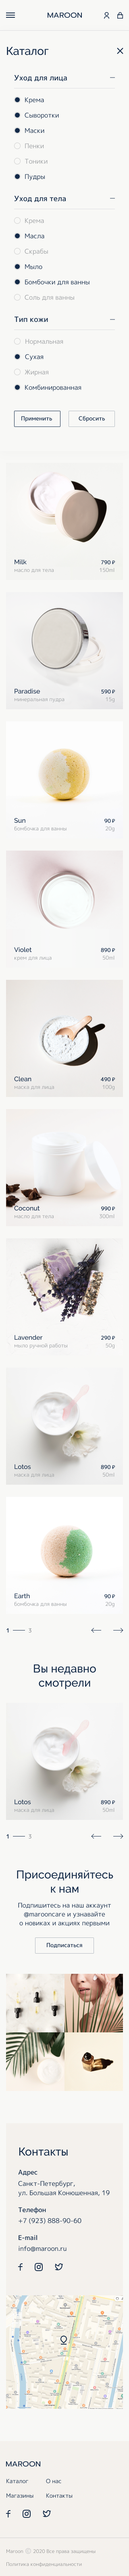 MAROON
Каталог
Уход для лица
Крема
Сыворотки
Маски
Пенки
Тоники
Пудры
Уход для тела
Крема
Масла
Скрабы
Мыло
Бомбочки для ванны
Соль для ванны
Тип кожи
Нормальная
Сухая
Жирная
Комбинированная
Применить Сбросить
Milk 790 ₽
масло для тела 150ml
Paradise 590 ₽
минеральная пудра 15g
Sun 90 ₽
бомбочка для ванны 20g
Violet 890 ₽
крем для лица 50ml
Clean 490 ₽
маска для лица 100g
Coconut 990 ₽
масло для тела 500ml
Lavender 290 ₽
мыло ручной работы 50g
Lotos 890 ₽
маска для лица 50ml
Earth 90 ₽
бомбочка для ванны 20g
1 3
Вы недавно
смотрели
Lotos 890 ₽
маска для лица 50ml
1 3
Присоединяйтесь
к нам
Подпишитесь на наш аккаунт
@marooncare и узнавайте
о новиках и акциях первыми
Подписаться
Контакты
Адрес
Санкт-Петербург,
ул. Большая Конюшенная, 19
Телефон
+7 (923) 888-90-60
E-mail
info@maroon.ru
MAROON
Каталог О нас
Магазины Контакты
Maroon © 2020 Все права защищены
Политика конфиденциальности